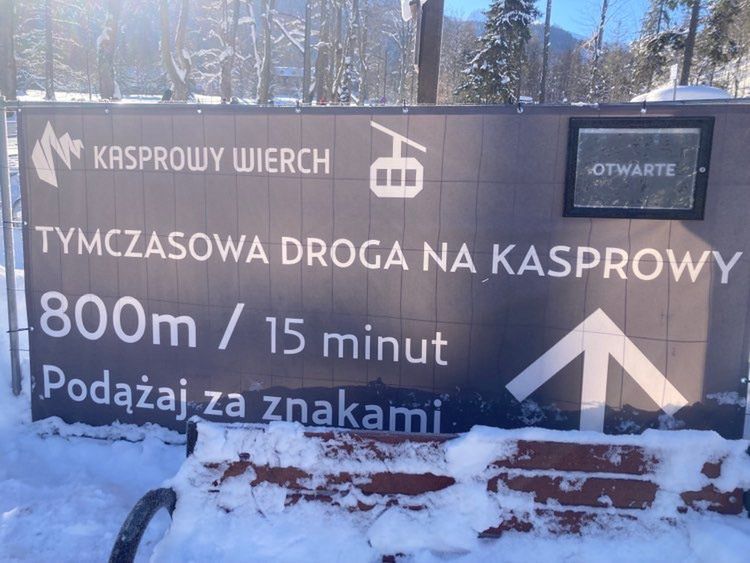 KASPROWY WIERCH
OTWARTE
TYMCZASOWA DROGA NA KASPROWY
800m / 15 minut
Podążaj za znakami